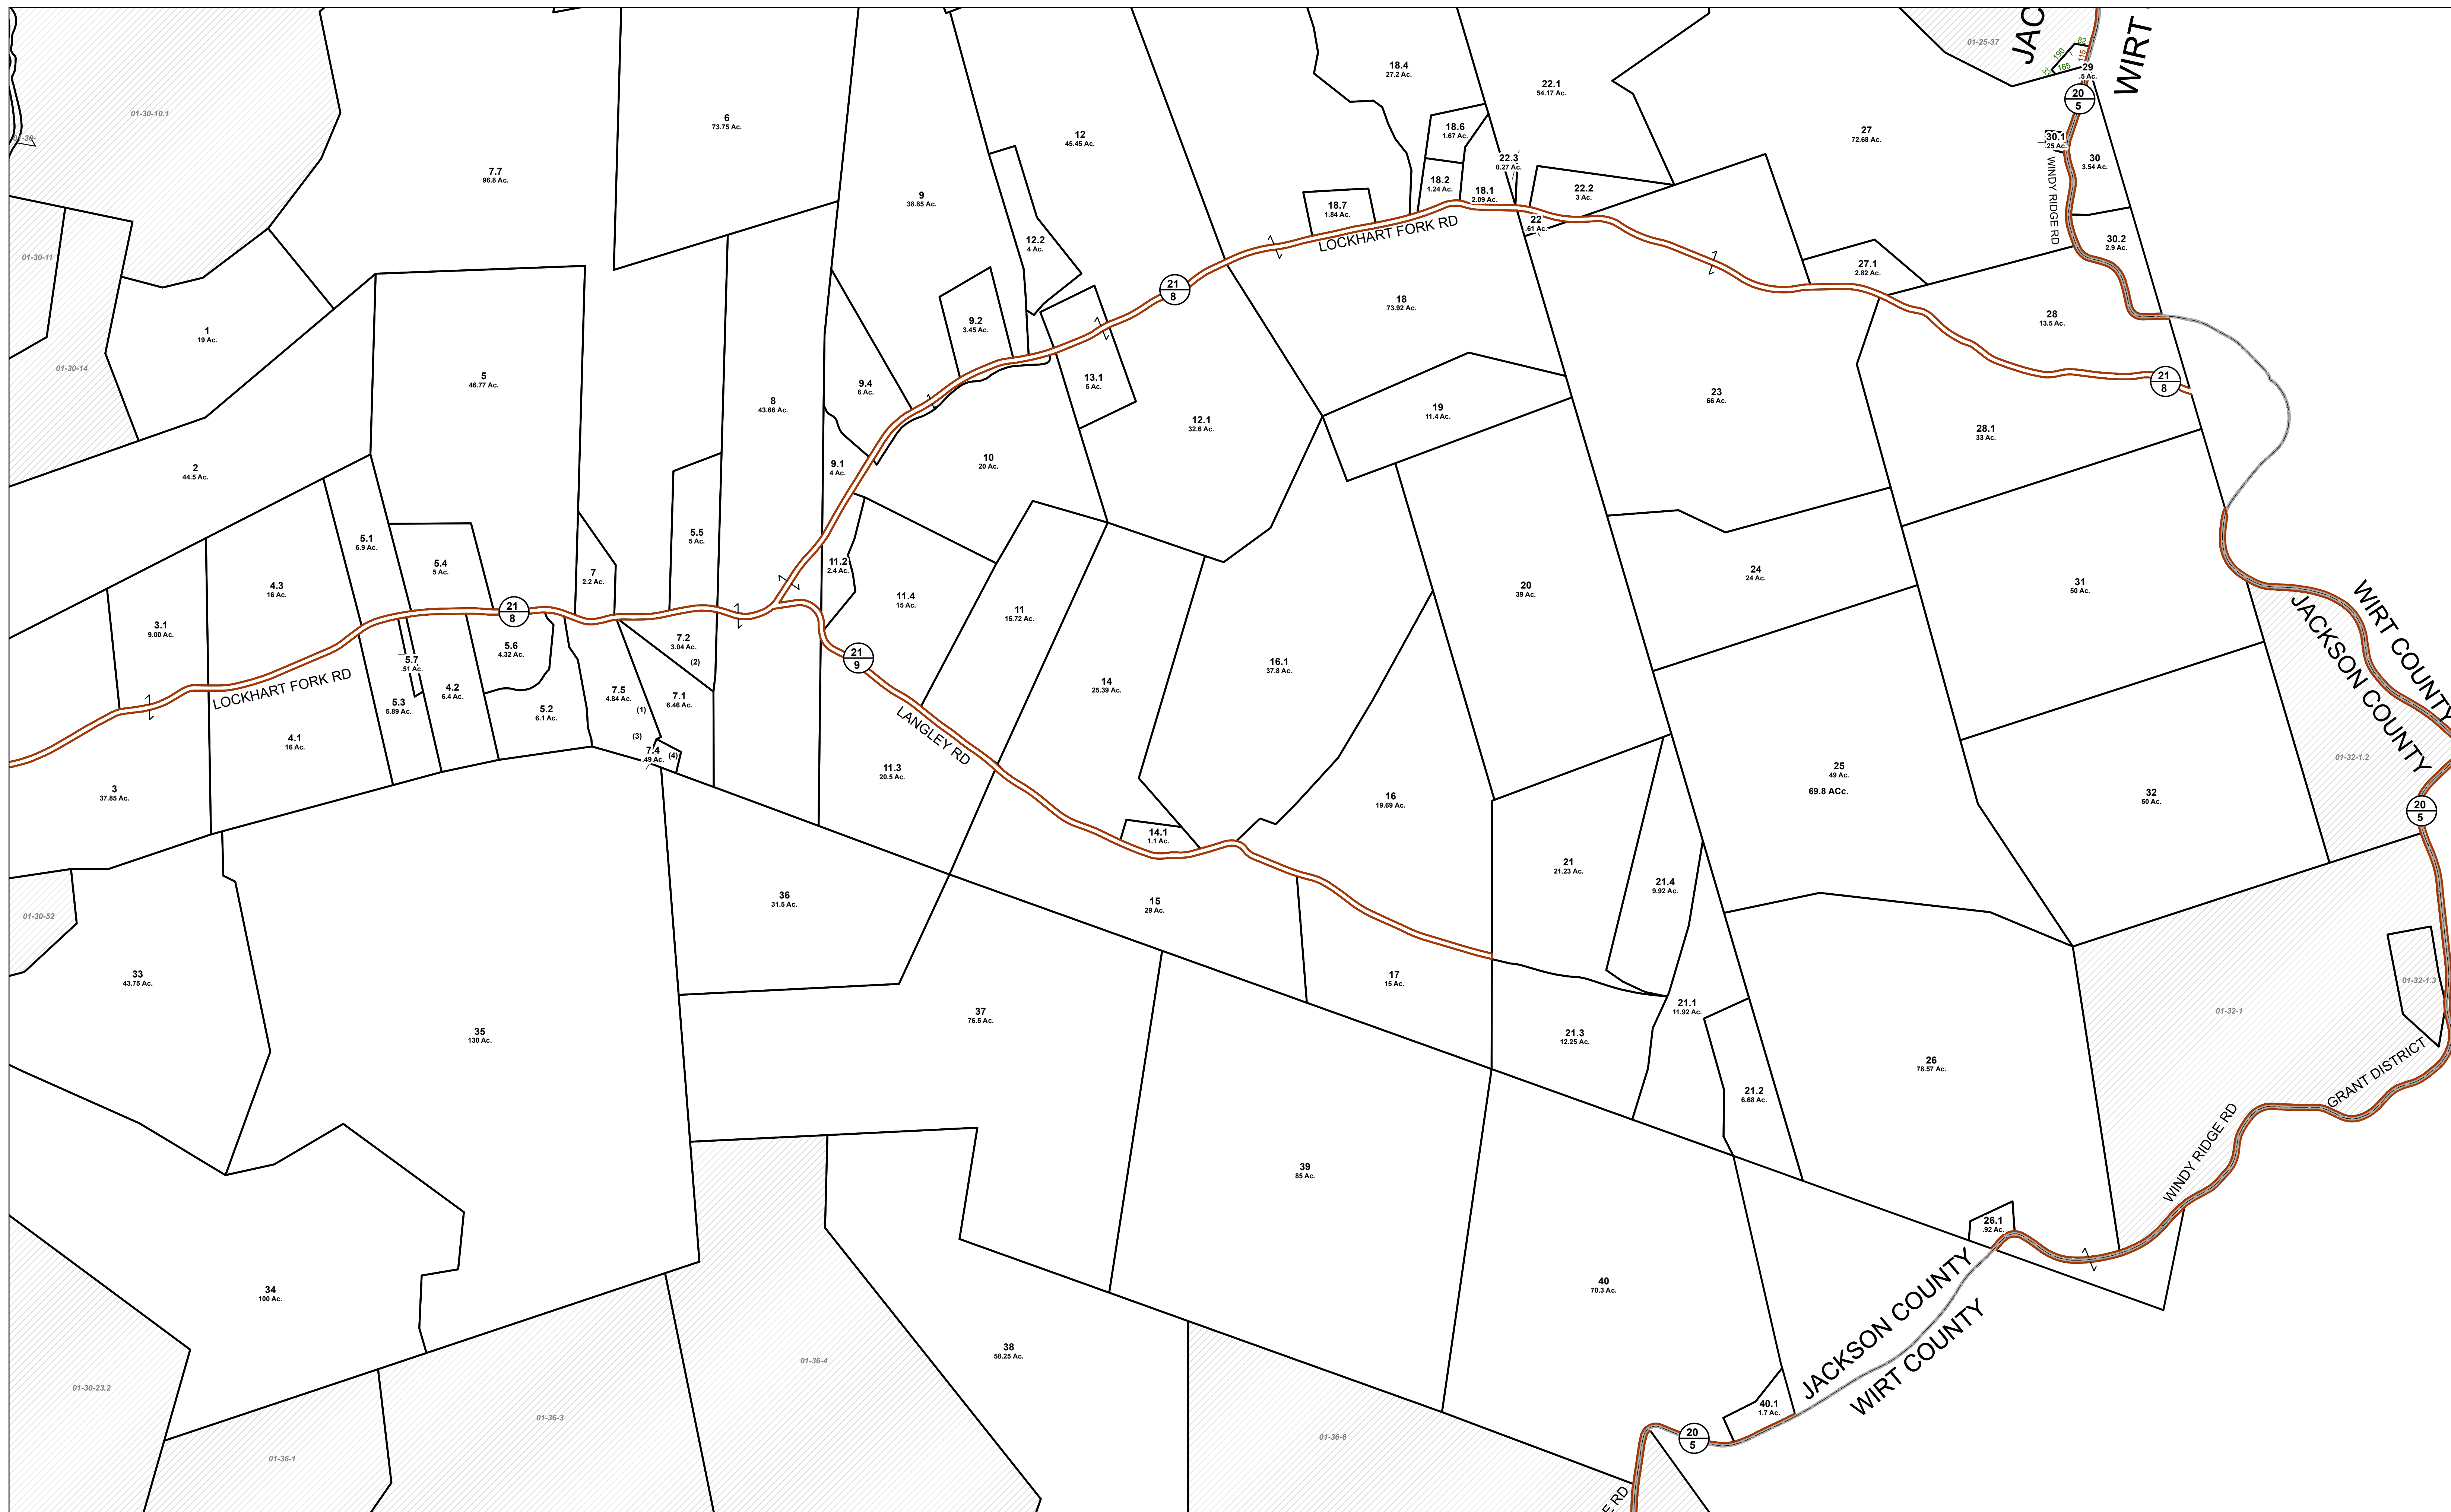 JAC
WIRT
01-25-37
82
196
115
165
29
.5 Ac.
20
5
18.4
27.2 Ac.
22.1
54.17 Ac.
01-30-10.1
6
73.75 Ac.
12
45.45 Ac.
18.6
1.67 Ac.
27
72.68 Ac.
30.1
.25 Ac.
30
3.54 Ac.
WINDY RIDGE RD
7.7
96.8 Ac.
9
38.85 Ac.
22.3
0.27 Ac.
18.2
1.24 Ac.
18.1
2.09 Ac.
22.2
3 Ac.
18.7
1.84 Ac.
22
.61 Ac.
LOCKHART FORK RD
12.2
4 Ac.
30.2
2.9 Ac.
01-30-11
27.1
2.82 Ac.
21
8
18
73.92 Ac.
28
13.5 Ac.
1
19 Ac.
9.2
3.45 Ac.
01-30-14
5
46.77 Ac.
13.1
5 Ac.
21
8
9.4
6 Ac.
8
43.66 Ac.
23
66 Ac.
19
11.4 Ac.
12.1
32.6 Ac.
28.1
33 Ac.
2
44.5 Ac.
9.1
4 Ac.
10
20 Ac.
5.1
5.9 Ac.
5.5
5 Ac.
5.4
5 Ac.
7
2.2 Ac.
11.2
2.4 Ac.
24
24 Ac.
31
50 Ac.
4.3
16 Ac.
20
39 Ac.
11.4
15 Ac.
11
15.72 Ac.
21
8
3.1
9.00 Ac.
WIRT COUNTY
JACKSON COUNTY
5.6
4.32 Ac.
7.2
3.04 Ac.
(2)
21
9
5.7
.51 Ac.
16.1
37.8 Ac.
14
25.39 Ac.
LOCKHART FORK RD
4.2
6.4 Ac.
5.3
5.89 Ac.
7.5
4.84 Ac.
(1)
7.1
6.46 Ac.
5.2
6.1 Ac.
4.1
16 Ac.
(3)
7.4
.49 Ac.
(4)
LANGLEY RD
11.3
20.5 Ac.
01-32-1.2
25
49 Ac.
69.8 ACc.
3
37.85 Ac.
16
19.69 Ac.
32
50 Ac.
20
5
14.1
1.1 Ac.
21
21.23 Ac.
21.4
9.92 Ac.
36
31.5 Ac.
15
29 Ac.
01-30-52
33
43.75 Ac.
17
15 Ac.
01-32-1.3
21.1
11.92 Ac.
01-32-1
37
76.5 Ac.
35
130 Ac.
21.3
12.25 Ac.
26
78.57 Ac.
GRANT DISTRICT
21.2
6.68 Ac.
WINDY RIDGE RD
39
85 Ac.
26.1
.92 Ac.
40
70.3 Ac.
34
100 Ac.
JACKSON COUNTY
WIRT COUNTY
38
58.25 Ac.
01-36-4
01-30-23.2
40.1
1.7 Ac.
01-36-3
01-36-6
20
5
01-36-1
E RD